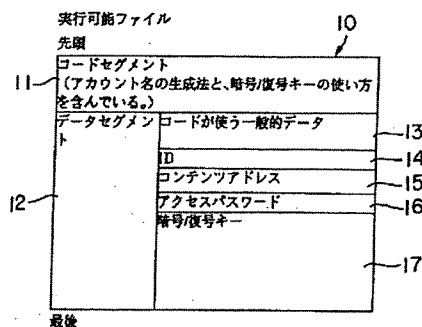 実行可能ファイル
先頭
10
11
コードセグメント
(アカウント名の生成法と、暗号/復号キーの使い方
を含んでいる。)
データセグメン
ト
コードが使う一般的データ
13
ID
14
コンテンツアドレス
15
アクセスパスワード
16
暗号/復号キー
12
17
最後